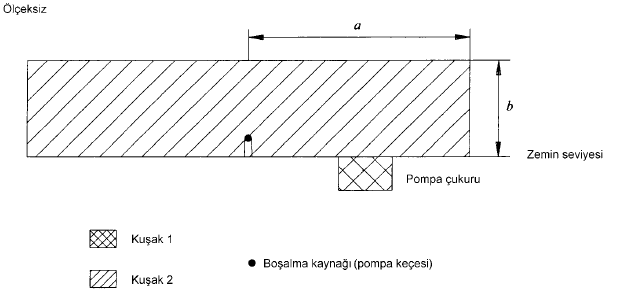 Ölçeksiz
a
b
Zemin seviyesi
Pompa çukuru
Kuşak 1
Boşalma kaynağı (pompa keçesi)
Kuşak 2